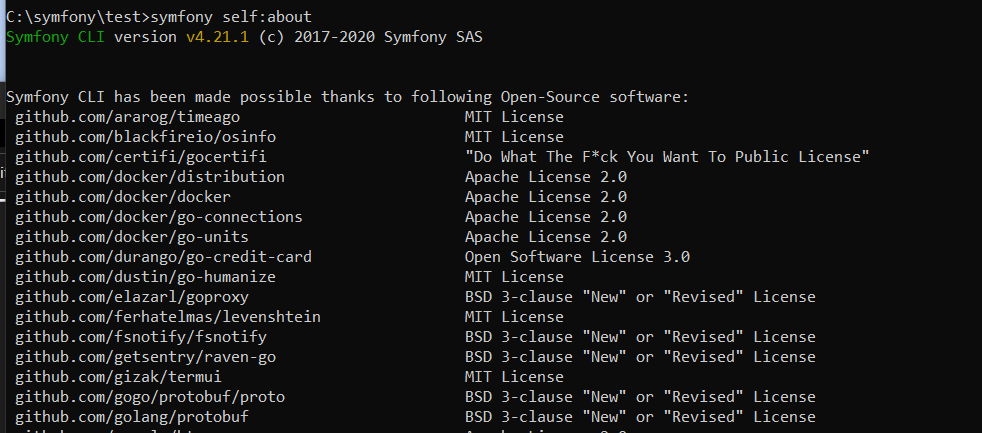 C:\symfony\test>symfony self:about
Symfony CLI version v4.21.1 (c) 2017-2020 Symfony SAS
Symfony CLI has been made possible thanks to following Open-Source software:
github.com/ararog/timeago MIT License
github.com/blackfireio/osinfo MIT License
github.com/certifi/gocertifi "Do What The F*ck You Want To Public License"
github.com/docker/distribution Apache License 2.0
github.com/docker/docker Apache License 2.0
github.com/docker/go-connections Apache License 2.0
github.com/docker/go-units Apache License 2.0
github.com/durango/go-credit-card Open Software License 3.0
github.com/dustin/go-humanize MIT License
github.com/elazarl/goproxy BSD 3-clause "New" or "Revised" License
github.com/ferhatelmas/levenshtein MIT License
github.com/fsnotify/fsnotify BSD 3-clause "New" or "Revised" License
github.com/getsentry/raven-go BSD 3-clause "New" or "Revised" License
github.com/gizak/termui MIT License
github.com/gogo/protobuf/proto BSD 3-clause "New" or "Revised" License
github.com/golang/protobuf BSD 3-clause "New" or "Revised" License